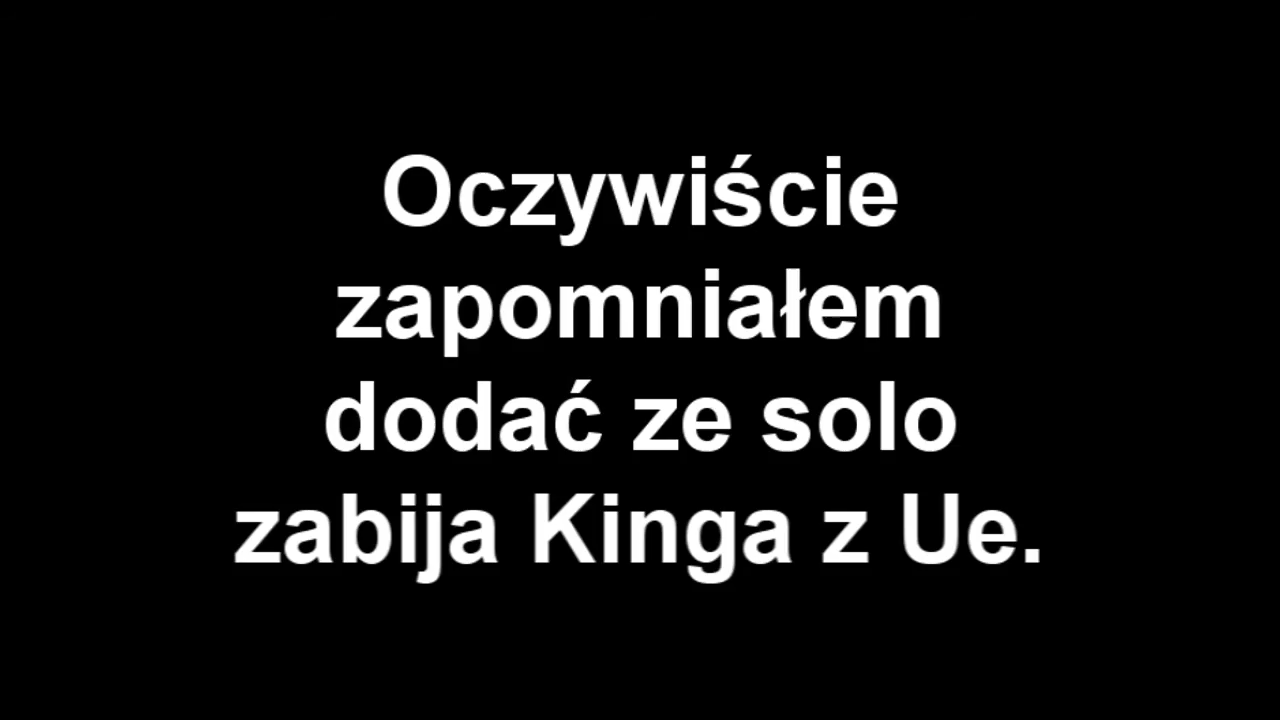 Oczywiście
zapomniałem
dodać ze solo
zabija Kinga z Ue.